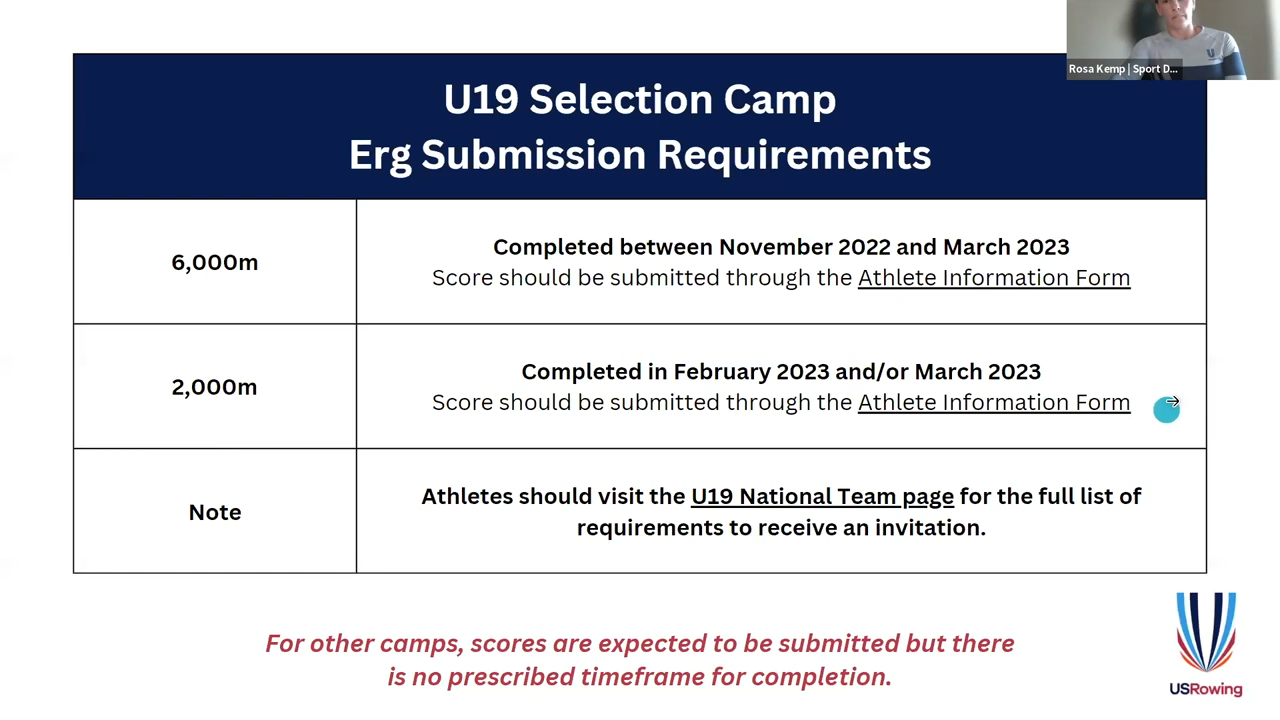 Rosa Kemp | Sport D...
U19 Selection Camp
Erg Submission Requirements
6,000m
Completed between November 2022 and March 2023
Score should be submitted through the Athlete Information Form
2,000m
Completed in February 2023 and/or March 2023
Score should be submitted through the Athlete Information Form
Note
Athletes should visit the U19 National Team page for the full list of
requirements to receive an invitation.
For other camps, scores are expected to be submitted but there
is no prescribed timeframe for completion.
USRowing